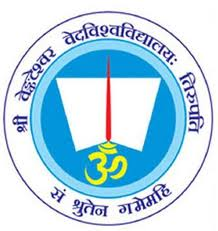 श्री वेङ्कटेश्वर वेदविश्वविद्यालयः तिरुपति
ॐ
सं श्रुतेन गमेमहि